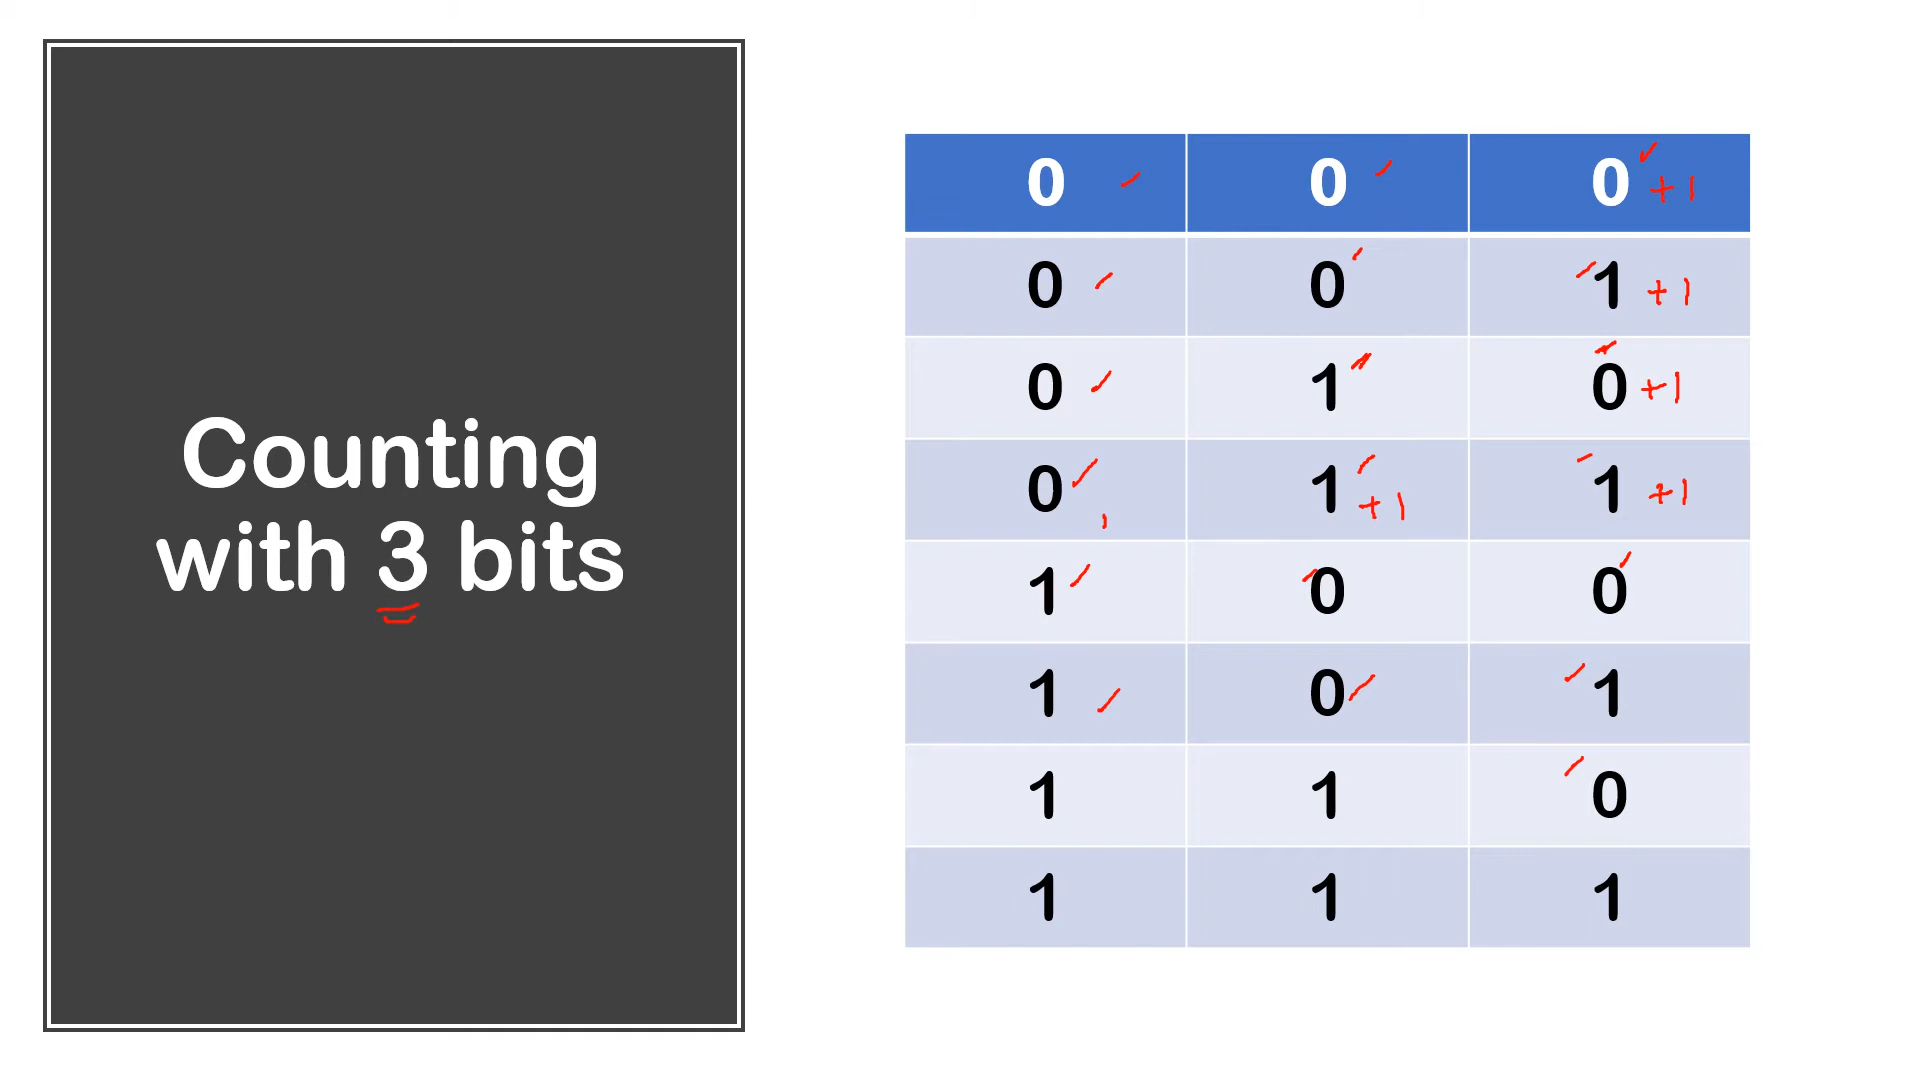 Counting
with 3 bits
0 0 0 +1
0 0 1 +1
0 1 0 +1
0 1 +1 1 +1
1 0 0
1 0 1
1 1 0
1 1 1